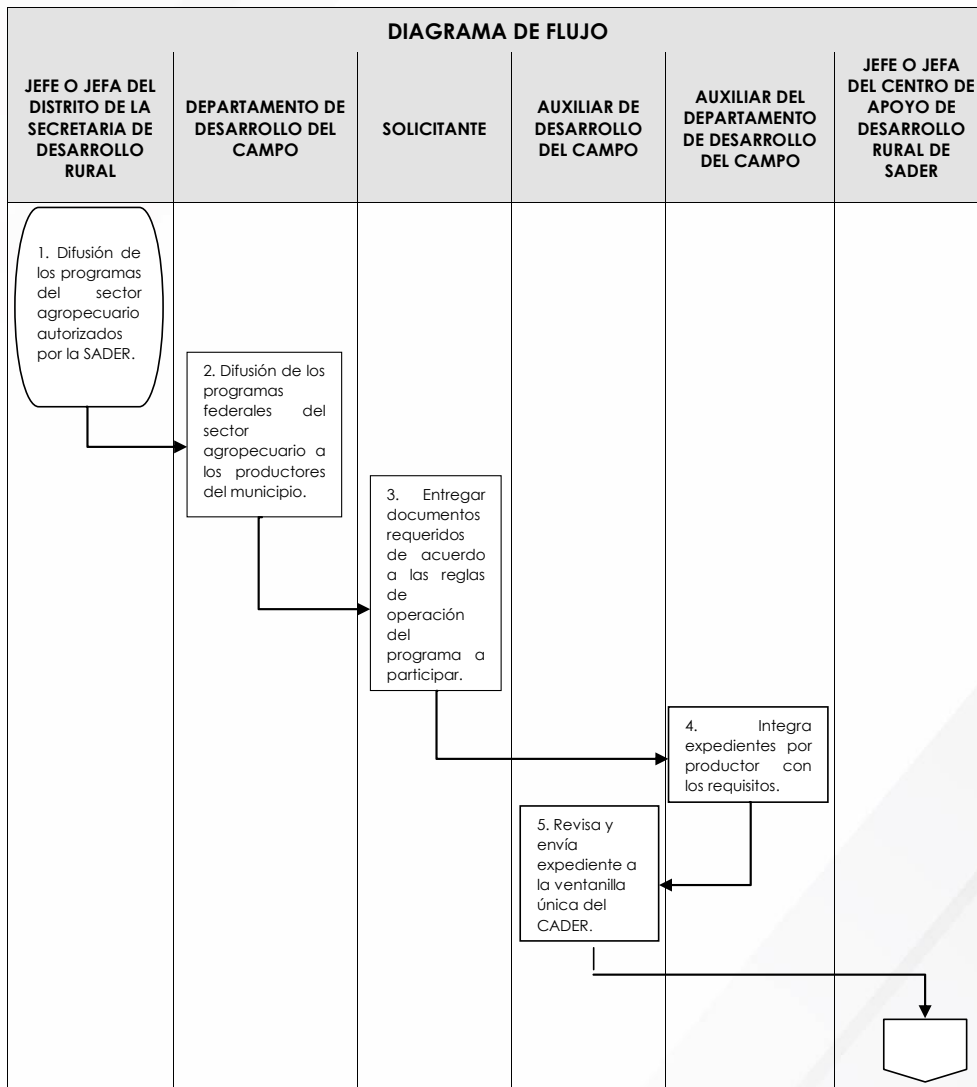 DIAGRAMA DE FLUJO
JEFE O JEFA DEL
DISTRITO DE LA
SECRETARIA DE
DESARROLLO
RURAL
DEPARTAMENTO DE
DESARROLLO DEL
CAMPO
SOLICITANTE
AUXILIAR DE
DESARROLLO
DEL CAMPO
AUXILIAR DEL
DEPARTAMENTO
DE DESARROLLO
DEL CAMPO
JEFE O JEFA
DEL CENTRO DE
APOYO DE
DESARROLLO
RURAL DE
SADER
1. Difusión de
los programas
del sector
agropecuario
autorizados
por la SADER.
2. Difusión de los
programas
federales del
sector
agropecuario a
los productores
del municipio.
3. Entregar
documentos
requeridos
de acuerdo
a las reglas
de
operación
del
programa a
participar.
4. Integra
expedientes por
productor con
los requisitos.
5. Revisa y
envía
expediente a
la ventanilla
única del
CADER.